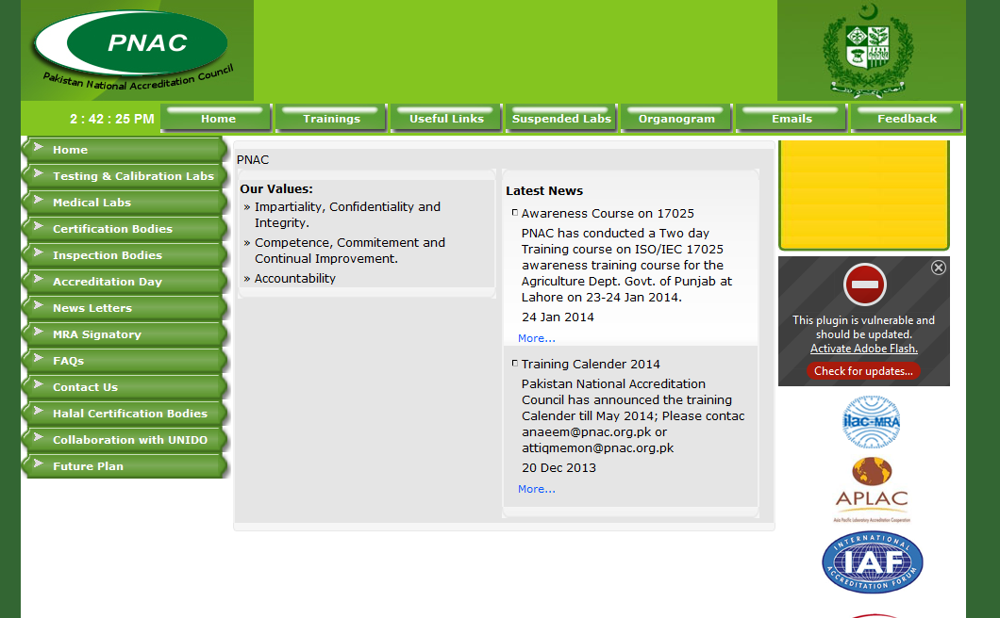 PNAC
Pakistan National Accreditation Council
2 : 42 : 25 PM
Home
Trainings
Useful Links
Suspended Labs
Organogram
Emails
Feedback
Home
Testing & Calibration Labs
Medical Labs
Certification Bodies
Inspection Bodies
Accreditation Day
News Letters
MRA Signatory
FAQs
Contact Us
Halal Certification Bodies
Collaboration with UNIDO
Future Plan
PNAC
Our Values:
» Impartiality, Confidentiality and
Integrity.
» Competence, Commitement and
Continual Improvement.
» Accountability
Latest News
Awareness Course on 17025
PNAC has conducted a Two day
Training course on ISO/IEC 17025
awareness training course for the
Agriculture Dept. Govt. of Punjab at
Lahore on 23-24 Jan 2014.
24 Jan 2014
More...
Training Calender 2014
Pakistan National Accreditation
Council has announced the training
Calender till May 2014; Please contac
anaeem@pnac.org.pk or
attiqmemon@pnac.org.pk
20 Dec 2013
More...
This plugin is vulnerable and
should be updated.
Activate Adobe Flash.
Check for updates...
ilac-MRA
APLAC
Asia Pacific Laboratory Accreditation Cooperation
INTERNATIONAL
IAF
ACCREDITATION FORUM